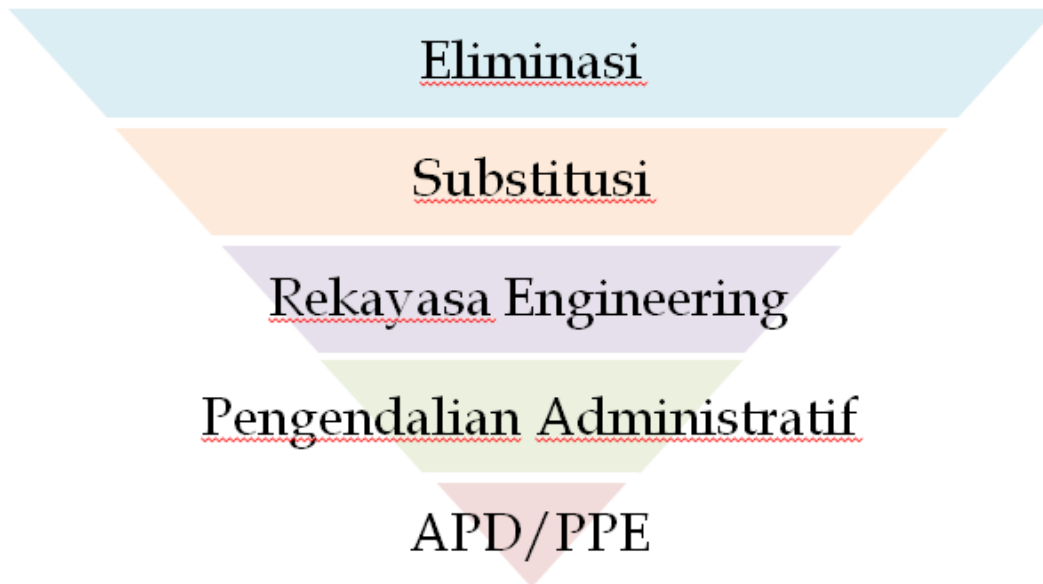 Eliminasi
Substitusi
Rekayasa Engineering
Pengendalian Administratif
APD/PPE